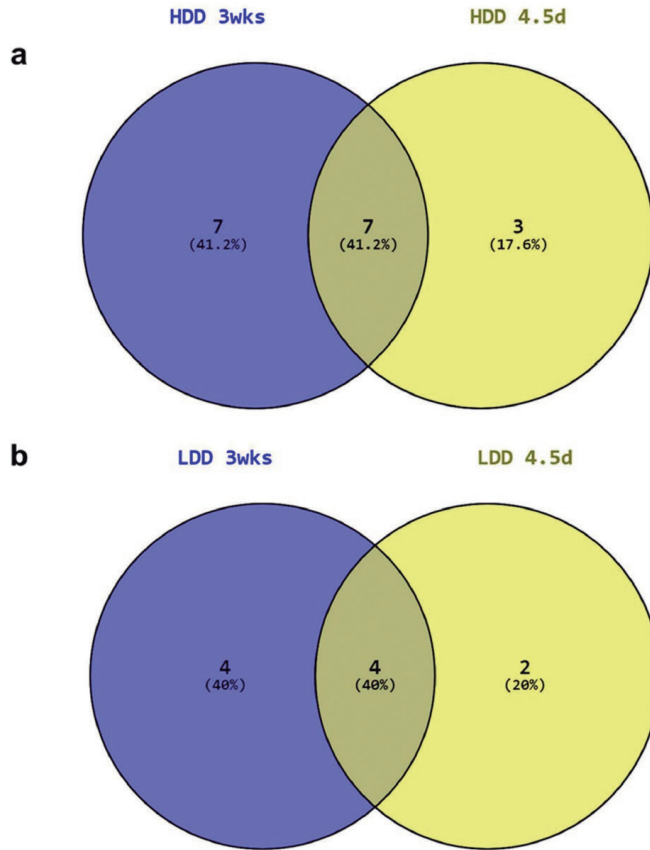 HDD 3wks HDD 4.5d
a
7 7 3
(41.2%) (41.2%) (17.6%)
b
LDD 3wks LDD 4.5d
4 4 2
(40%) (40%) (20%)